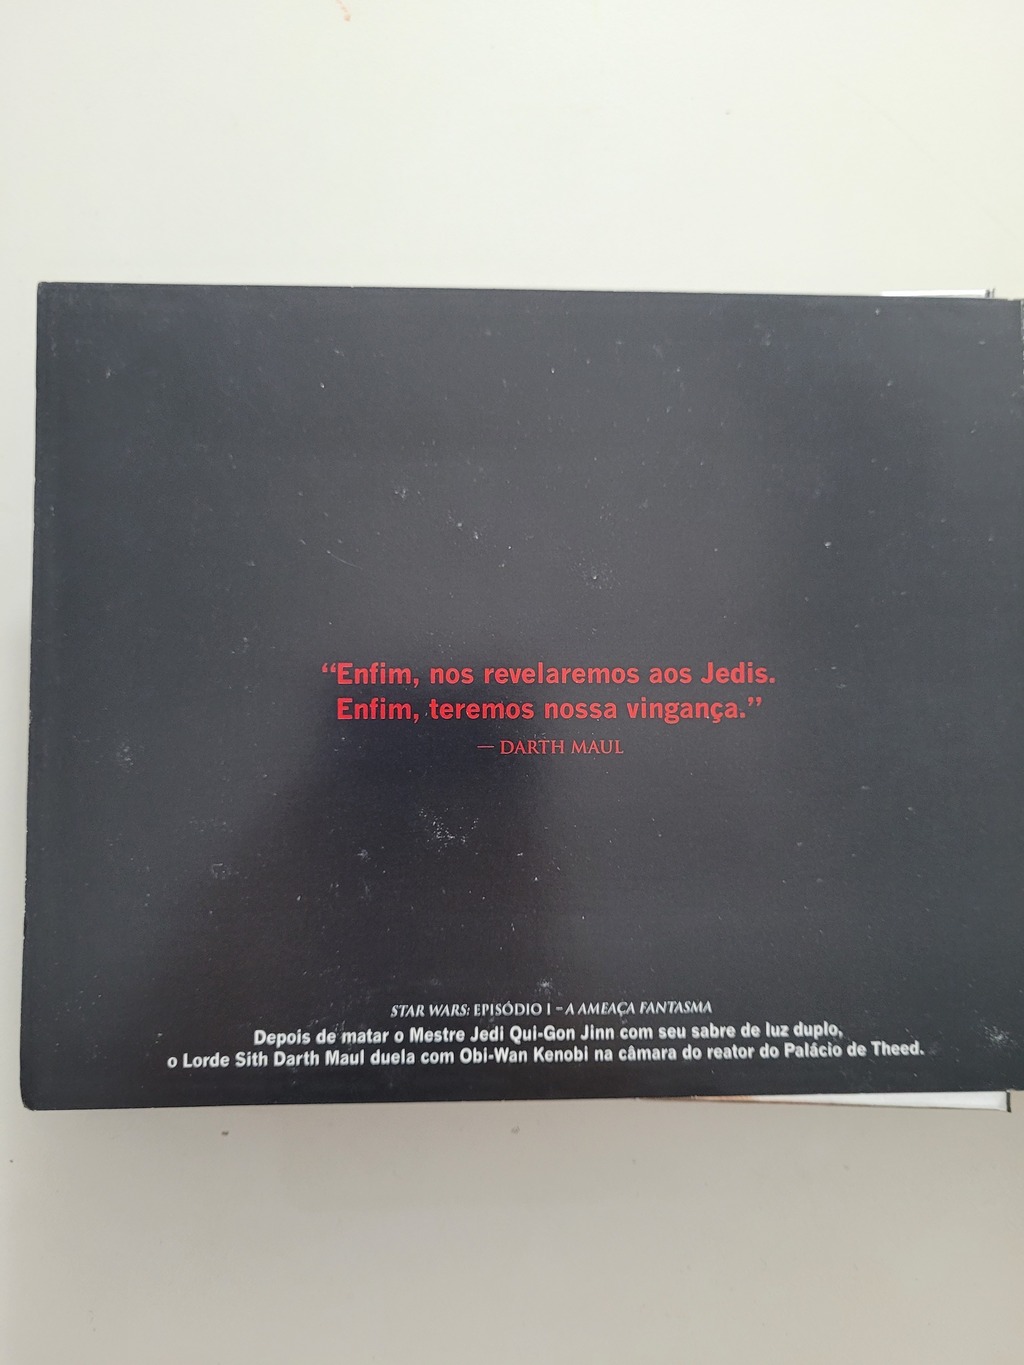 “Enfim, nos revelaremos aos Jedis.
Enfim, teremos nossa vingança.”
— DARTH MAUL
STAR WARS: EPISÓDIO I – A AMEAÇA FANTASMA
Depois de matar o Mestre Jedi Qui-Gon Jinn com seu sabre de luz duplo,
o Lorde Sith Darth Maul duela com Obi-Wan Kenobi na câmara do reator do Palácio de Theed.